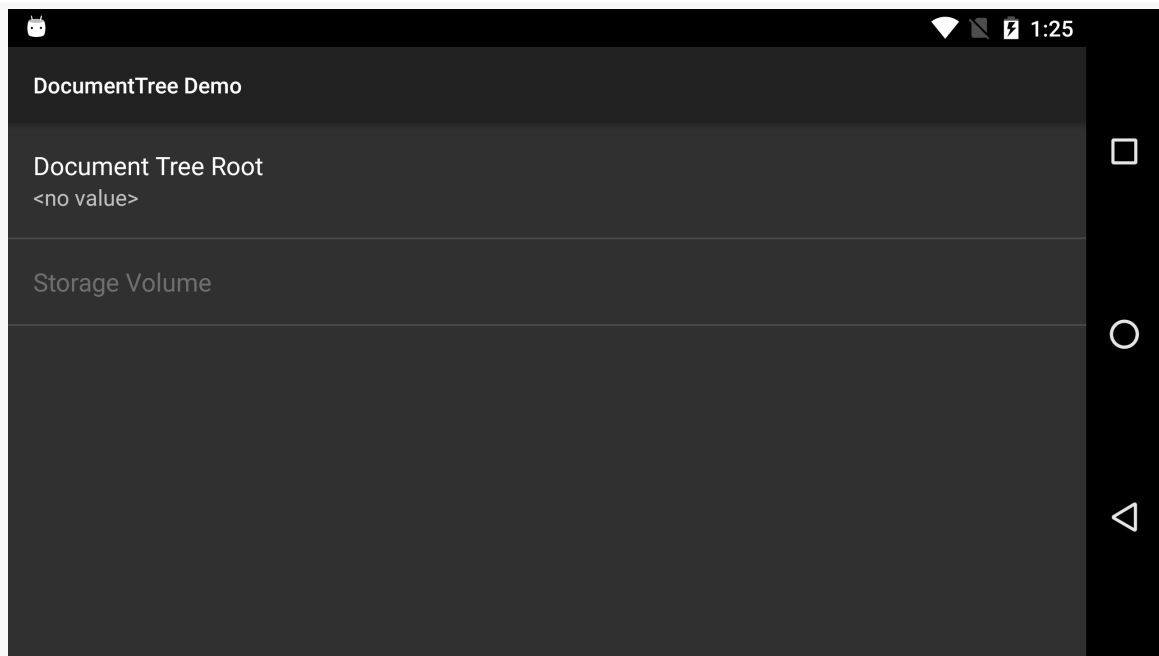 1:25
DocumentTree Demo
Document Tree Root
<no value>
Storage Volume